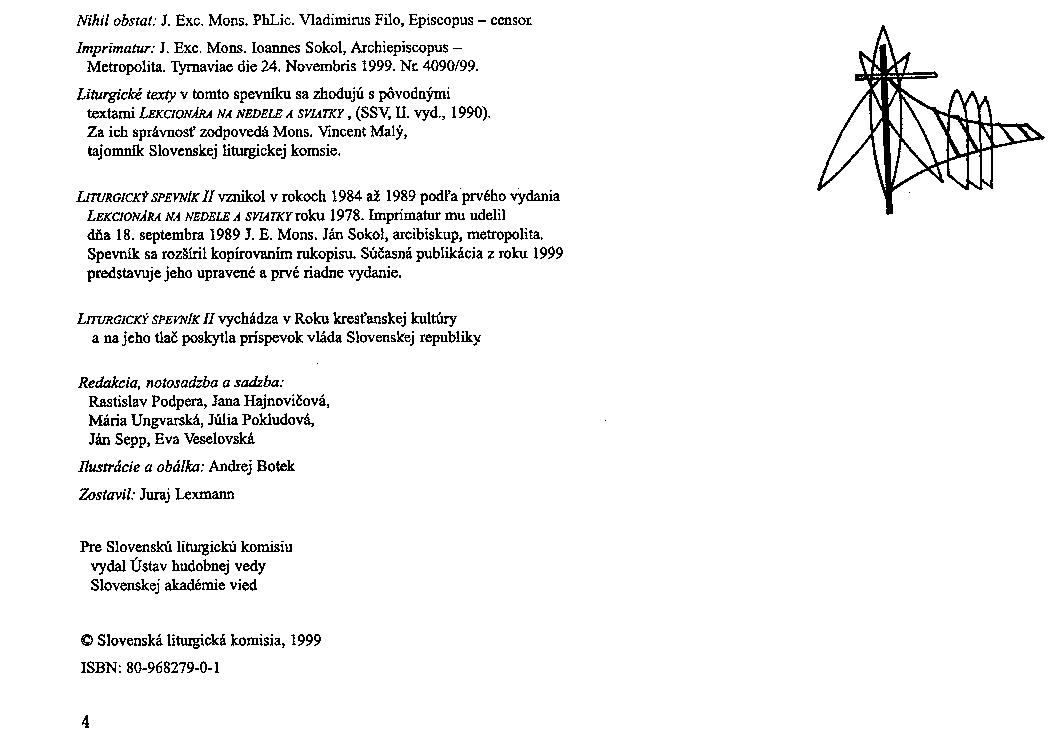 Nihil obstat: J. Exc. Mons. PhLic. Vladimirus Filo, Episcopus – censor
Imprimatur: J. Exc. Mons. Ioannes Sokol, Archiepiscopus –
Metropolita. Tyrnaviae die 24. Novembris 1999. Nr. 4090/99.
Liturgické texty v tomto spevníku sa zhodujú s pôvodnými
textami LEKCIONÁRA NA NEDELE A SVIATKY , (SSV, II. vyd., 1990).
Za ich správnosť zodpovedá Mons. Vincent Malý,
tajomník Slovenskej liturgickej komsie.
LITURGICKÝ SPEVNÍK II vznikol v rokoch 1984 až 1989 podľa prvého vydania
LEKCIONÁRA NA NEDELE A SVIATKY roku 1978. Imprimatur mu udelil
dňa 18. septembra 1989 J. E. Mons. Ján Sokol, arcibiskup, metropolita.
Spevník sa rozšíril kopírovaním rukopisu. Súčasná publikácia z roku 1999
predstavuje jeho upravené a prvé riadne vydanie.
LITURGICKÝ SPEVNÍK II vychádza v Roku kresťanskej kultúry
a na jeho tlač poskytla príspevok vláda Slovenskej republiky
Redakcia, notosadzba a sadzba:
Rastislav Podpera, Jana Hajnovičová,
Mária Ungvarská, Júlia Pokludová,
Ján Sepp, Eva Veselovská
Ilustrácie a obálka: Andrej Botek
Zostavil: Juraj Lexmann
Pre Slovenskú liturgickú komisiu
vydal Ústav hudobnej vedy
Slovenskej akadémie vied
© Slovenská liturgická komisia, 1999
ISBN: 80-968279-0-1
4